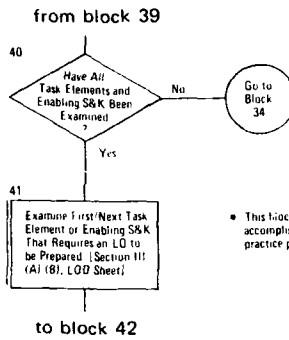 from block 39
40
Have All
Task Elements and
Enabling S&K Been
Examined
?
No
Go to
Block
34
Yes
41
Examine First/Next Task
Element or Enabling S&K
That Requires an LO to
be Prepared [Section III
(A) (B), LOD Sheet]
• This bloc
accomplis
practice p
to block 42